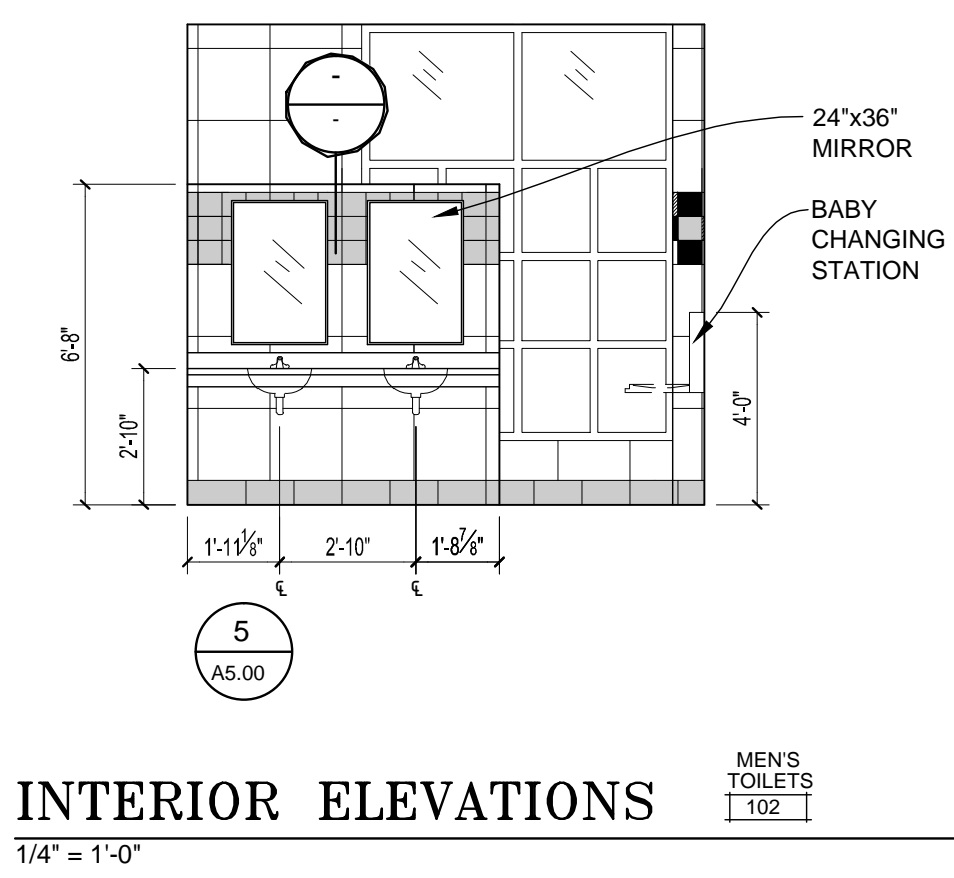 -
-
24"x36"
MIRROR
BABY
CHANGING
STATION
6'-8"
2'-10"
4'-0"
1'-11⅛"
2'-10"
1'-8⅞"
℄
℄
5
A5.00
INTERIOR ELEVATIONS
MEN'S
TOILETS
102
1/4" = 1'-0"